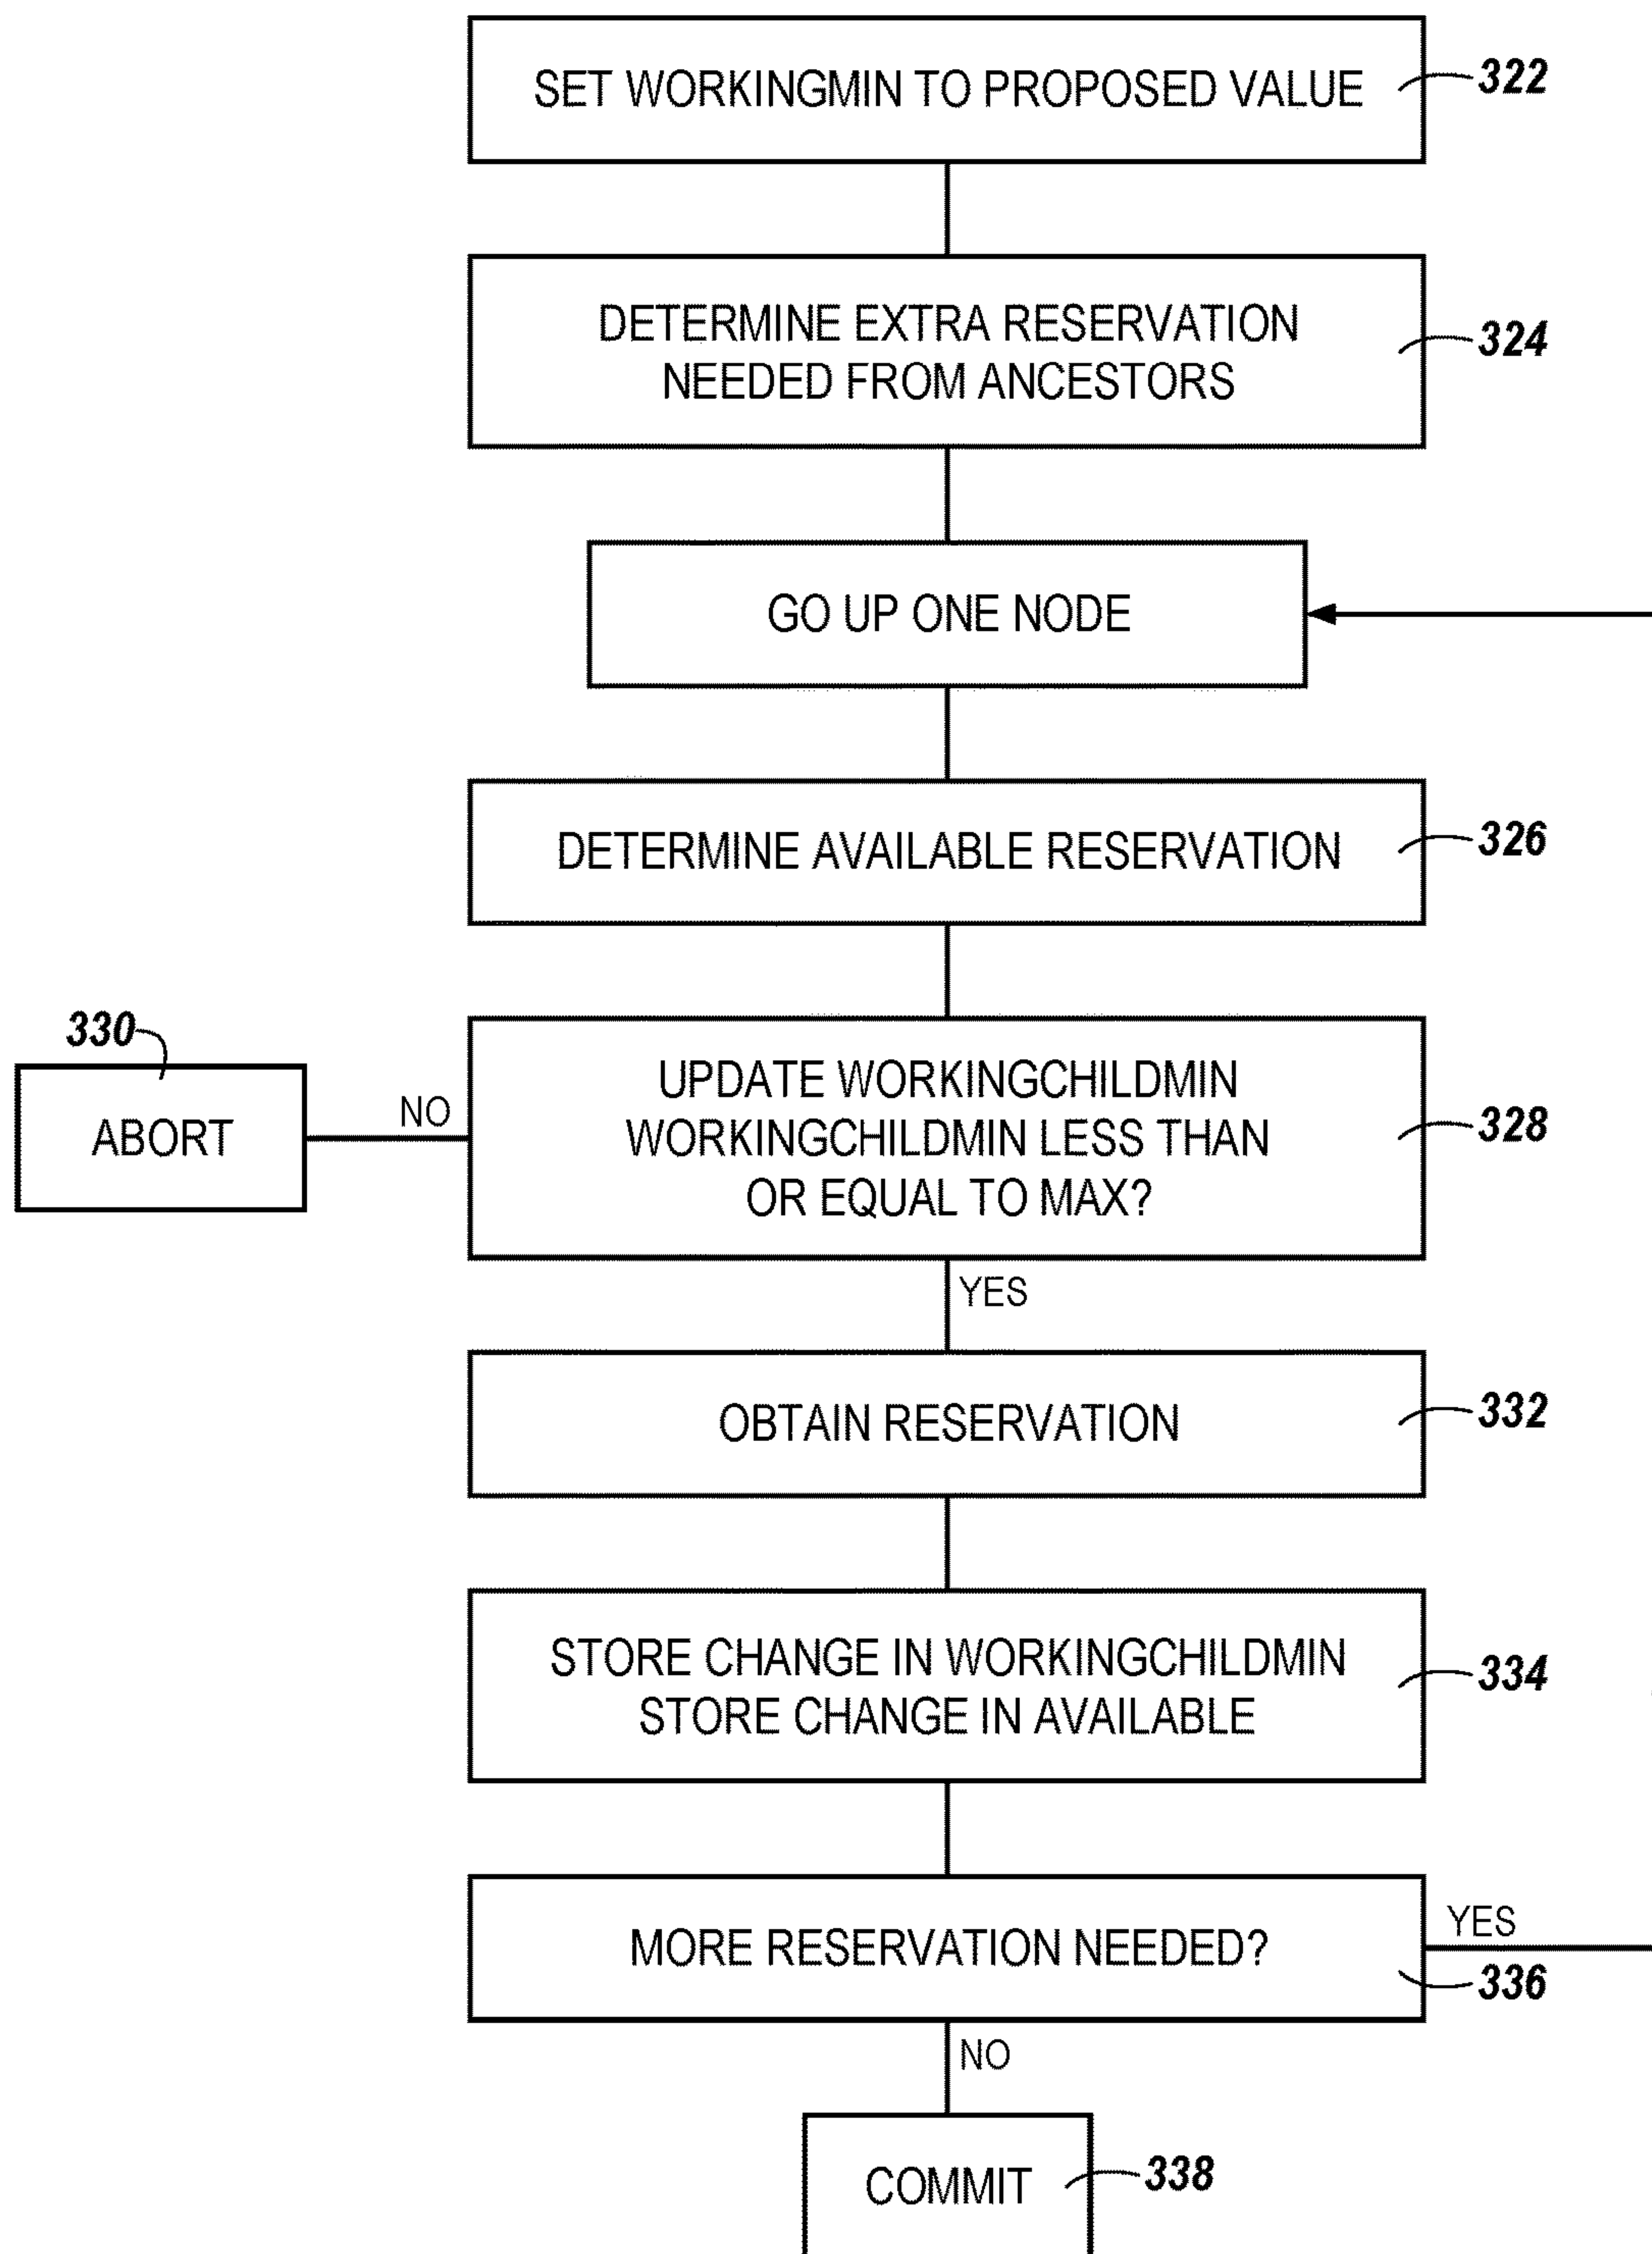 SET WORKINGMIN TO PROPOSED VALUE
322
DETERMINE EXTRA RESERVATION
NEEDED FROM ANCESTORS
324
GO UP ONE NODE
DETERMINE AVAILABLE RESERVATION
326
330
ABORT
NO
UPDATE WORKINGCHILDMIN
WORKINGCHILDMIN LESS THAN
OR EQUAL TO MAX?
328
YES
OBTAIN RESERVATION
332
STORE CHANGE IN WORKINGCHILDMIN
STORE CHANGE IN AVAILABLE
334
MORE RESERVATION NEEDED?
YES
336
NO
COMMIT
338